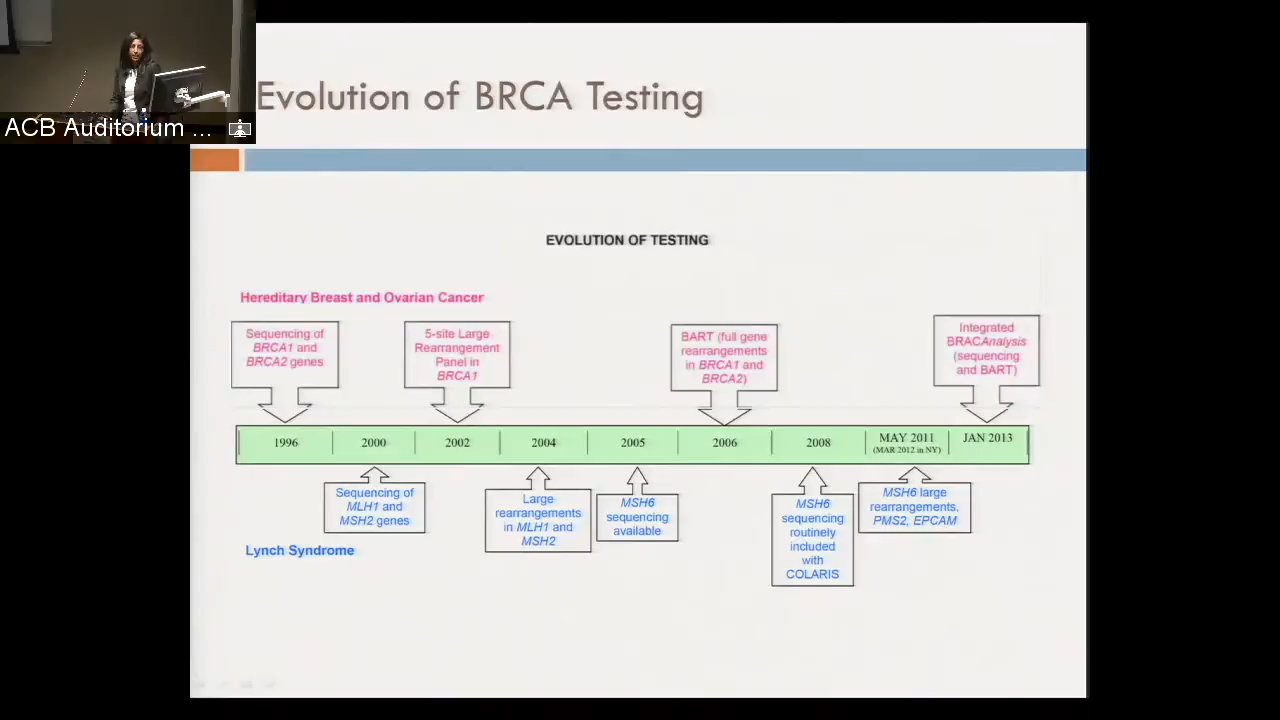 Evolution of BRCA Testing
ACB Auditorium ...
EVOLUTION OF TESTING
Hereditary Breast and Ovarian Cancer
Sequencing of
BRCA1 and
BRCA2 genes
5-site Large
Rearrangement
Panel in
BRCA1
BART (full gene
rearrangements
in BRCA1 and
BRCA2)
Integrated
BRACAnalysis
(sequencing
and BART)
1996
2000
2002
2004
2005
2006
2008
MAY 2011
(MAR 2012 in NY)
JAN 2013
Sequencing of
MLH1 and
MSH2 genes
Large
rearrangements
in MLH1 and
MSH2
MSH6
sequencing
available
MSH6
sequencing
routinely
included
with
COLARIS
MSH6 large
rearrangements,
PMS2, EPCAM
Lynch Syndrome